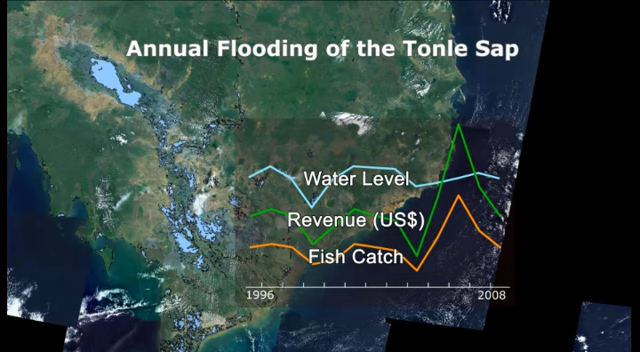 Annual Flooding of the Tonle Sap
Water Level
Revenue (US$)
Fish Catch
1996
2008